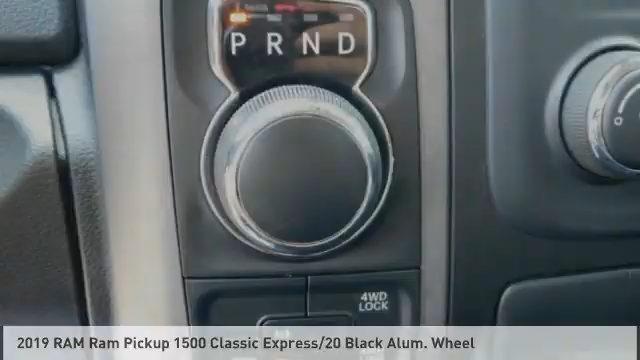 P R N D
4WD
LOCK
2019 RAM Ram Pickup 1500 Classic Express/20 Black Alum. Wheel